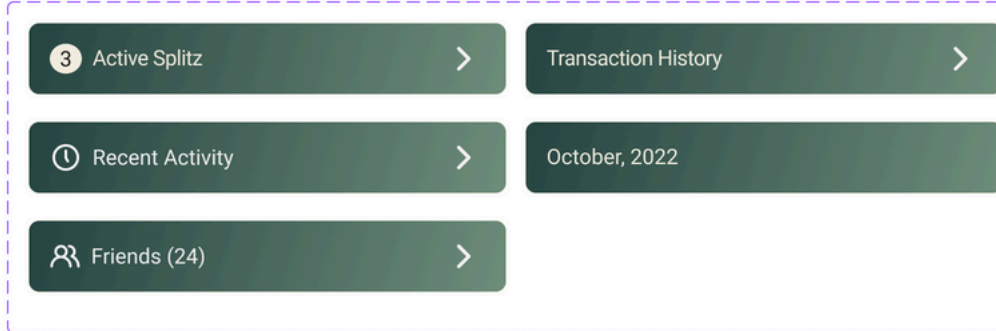 3 Active Splitz
Transaction History
Recent Activity
October, 2022
Friends (24)